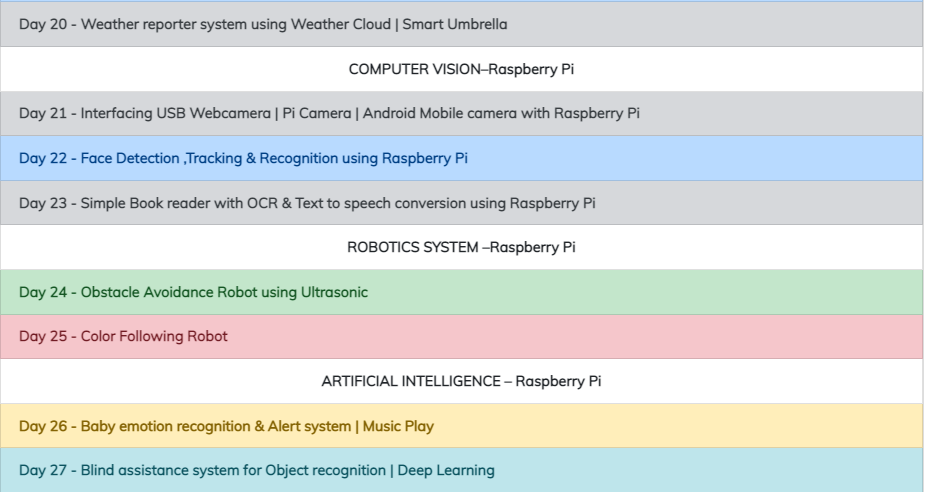 Day 20 - Weather reporter system using Weather Cloud | Smart Umbrella
COMPUTER VISION–Raspberry Pi
Day 21 - Interfacing USB Webcamera | Pi Camera | Android Mobile camera with Raspberry Pi
Day 22 - Face Detection ,Tracking & Recognition using Raspberry Pi
Day 23 - Simple Book reader with OCR & Text to speech conversion using Raspberry Pi
ROBOTICS SYSTEM –Raspberry Pi
Day 24 - Obstacle Avoidance Robot using Ultrasonic
Day 25 - Color Following Robot
ARTIFICIAL INTELLIGENCE – Raspberry Pi
Day 26 - Baby emotion recognition & Alert system | Music Play
Day 27 - Blind assistance system for Object recognition | Deep Learning